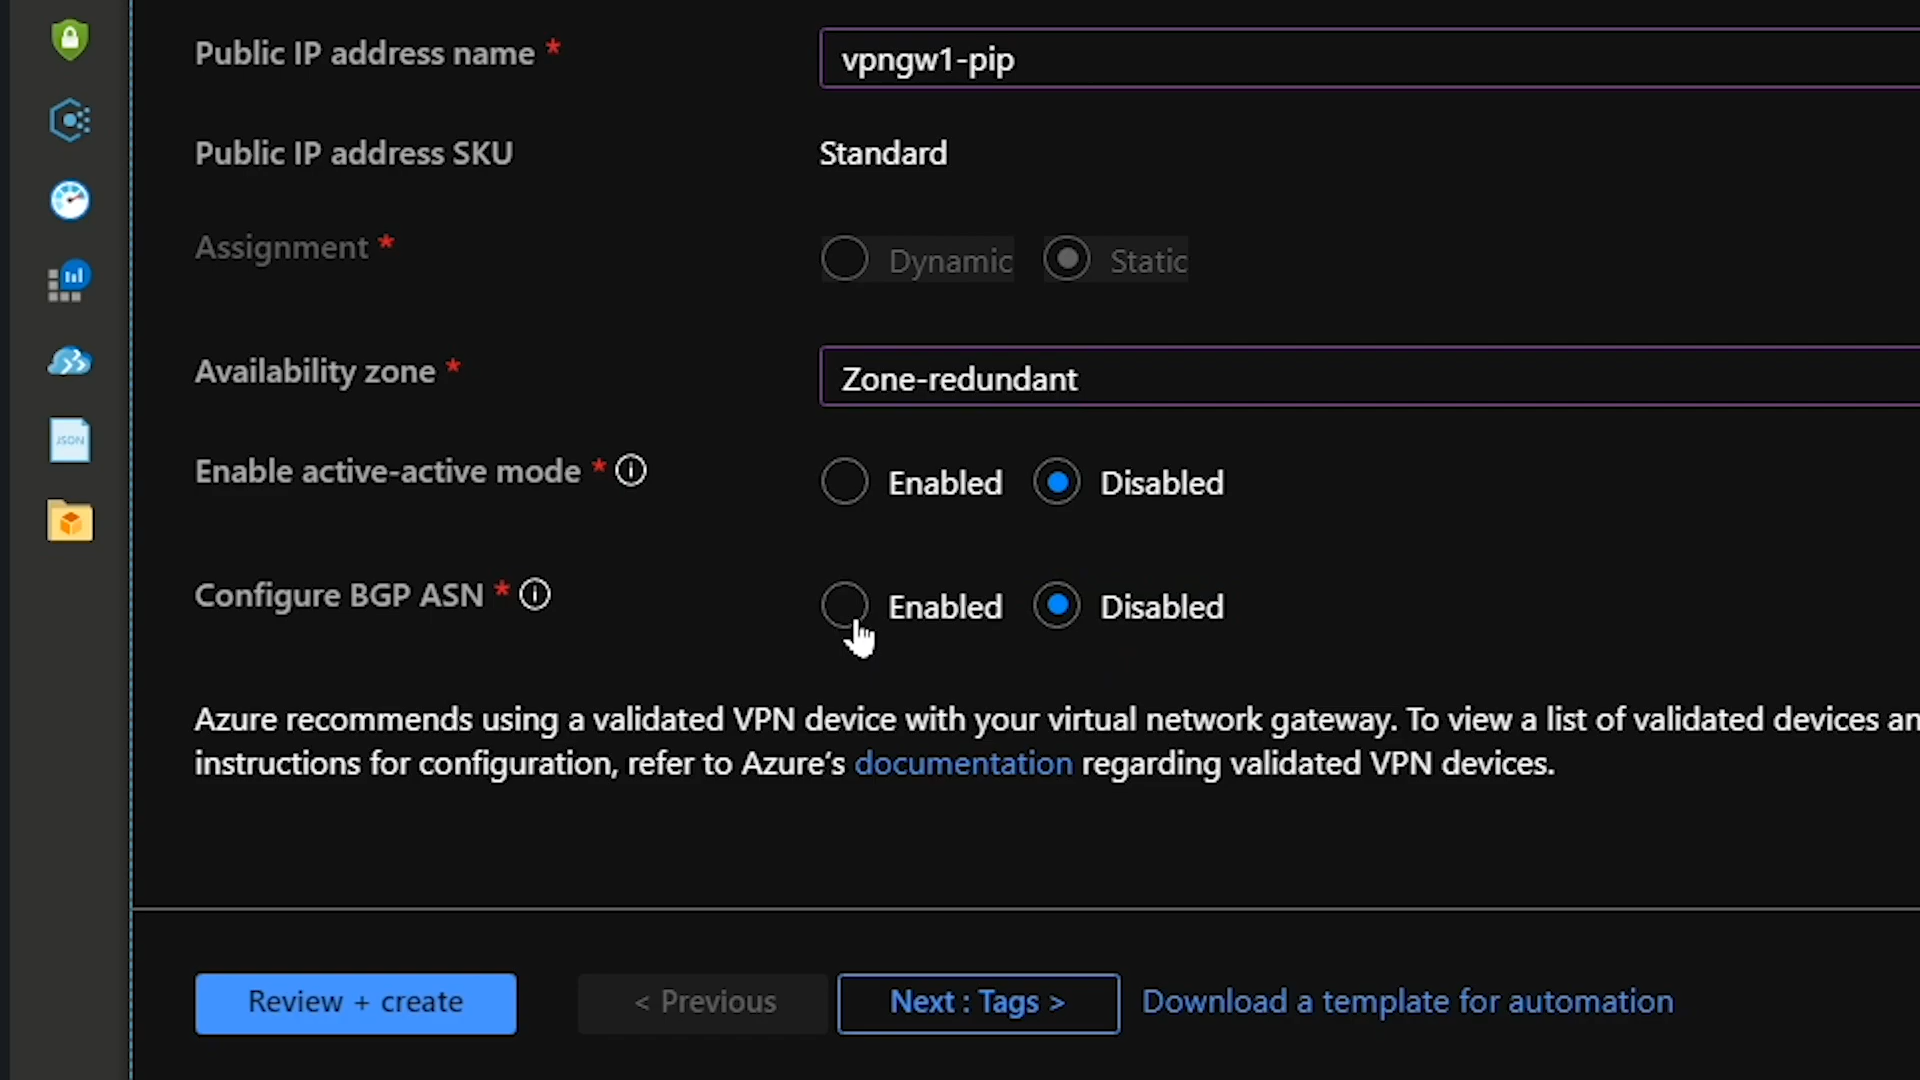 Public IP address name *
vpngw1-pip
Public IP address SKU
Standard
Assignment *
Dynamic
Static
Availability zone *
Zone-redundant
Enable active-active mode *
Enabled
Disabled
Configure BGP ASN *
Enabled
Disabled
Azure recommends using a validated VPN device with your virtual network gateway. To view a list of validated devices an
instructions for configuration, refer to Azure's documentation regarding validated VPN devices.
Review + create
< Previous
Next : Tags >
Download a template for automation
JSON